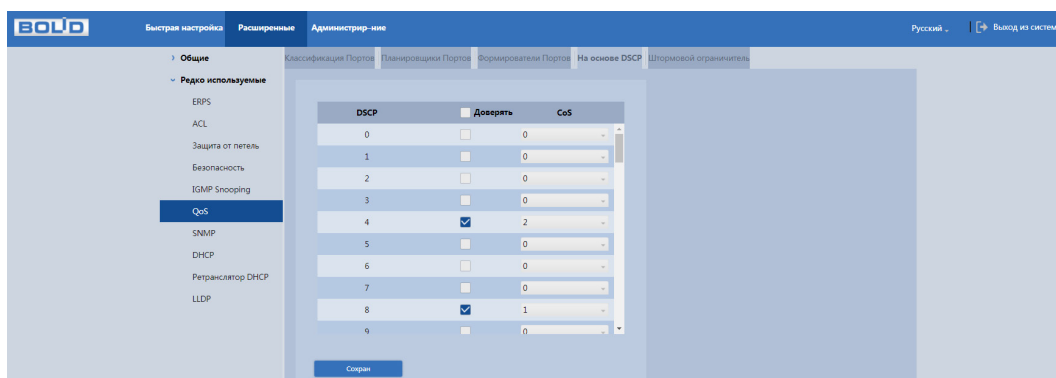 BOLID Быстрая настройка Расширенные Администрир-ние Русский Выход из систем
Общие
Редко используемые
ERPS
ACL
Защита от петель
Безопасность
IGMP Snooping
QoS
SNMP
DHCP
Ретранслятор DHCP
LLDP
Классификация Портов Планировщики Портов Формирователи Портов На основе DSCP Штормовой ограничитель
DSCP Доверять CoS
0 0
1 0
2 0
3 0
4 2
5 0
6 0
7 0
8 1
9 0
Сохран